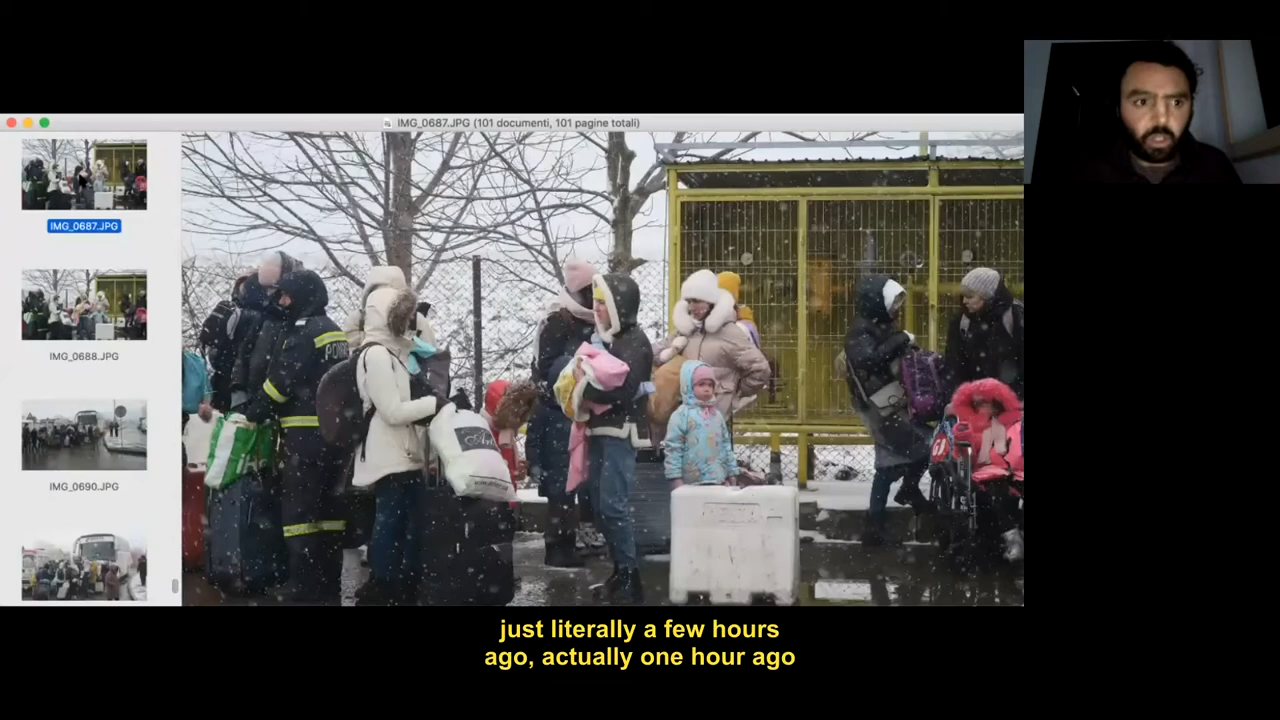 IMG_0687.JPG (101 documenti, 101 pagine totali)
IMG_0687.JPG
IMG_0688.JPG
IMG_0690.JPG
just literally a few hours
ago, actually one hour ago